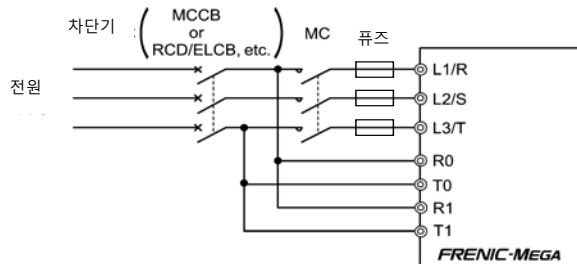 차단기
MCCB
or
RCD/ELCB, etc.
MC
퓨즈
전원
L1/R
L2/S
L3/T
R0
T0
R1
T1
FRENIC-MEGA